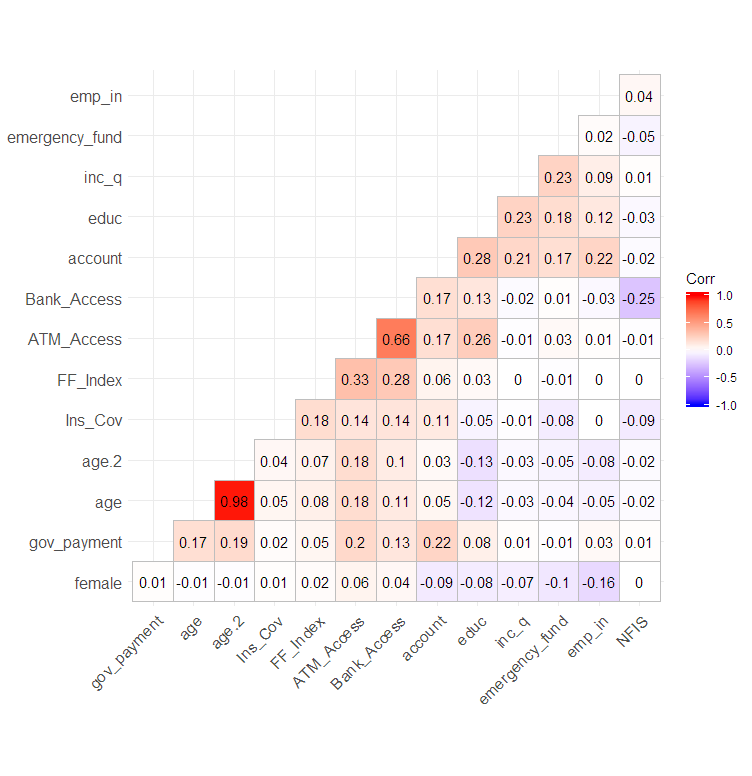 emp_in 0.04
emergency_fund 0.02 -0.05
inc_q 0.23 0.09 0.01
educ 0.23 0.18 0.12 -0.03
account 0.28 0.21 0.17 0.22 -0.02
Bank_Access 0.17 0.13 -0.02 0.01 -0.03 -0.25
ATM_Access 0.66 0.17 0.26 -0.01 0.03 0.01 -0.01
FF_Index 0.33 0.28 0.06 0.03 0 -0.01 0 0
Ins_Cov 0.18 0.14 0.14 0.11 -0.05 -0.01 -0.08 0 -0.09
age.2 0.04 0.07 0.18 0.1 0.03 -0.13 -0.03 -0.05 -0.08 -0.02
age 0.98 0.05 0.08 0.18 0.11 0.05 -0.12 -0.03 -0.04 -0.05 -0.02
gov_payment 0.17 0.19 0.02 0.05 0.2 0.13 0.22 0.08 0.01 -0.01 0.03 0.01
female 0.01 -0.01 -0.01 0.01 0.02 0.06 0.04 -0.09 -0.08 -0.07 -0.1 -0.16 0
gov_payment age age.2 Ins_Cov FF_Index ATM_Access Bank_Access account educ inc_q emergency_fund emp_in NFIS
Corr
1.0
0.5
0.0
-0.5
-1.0